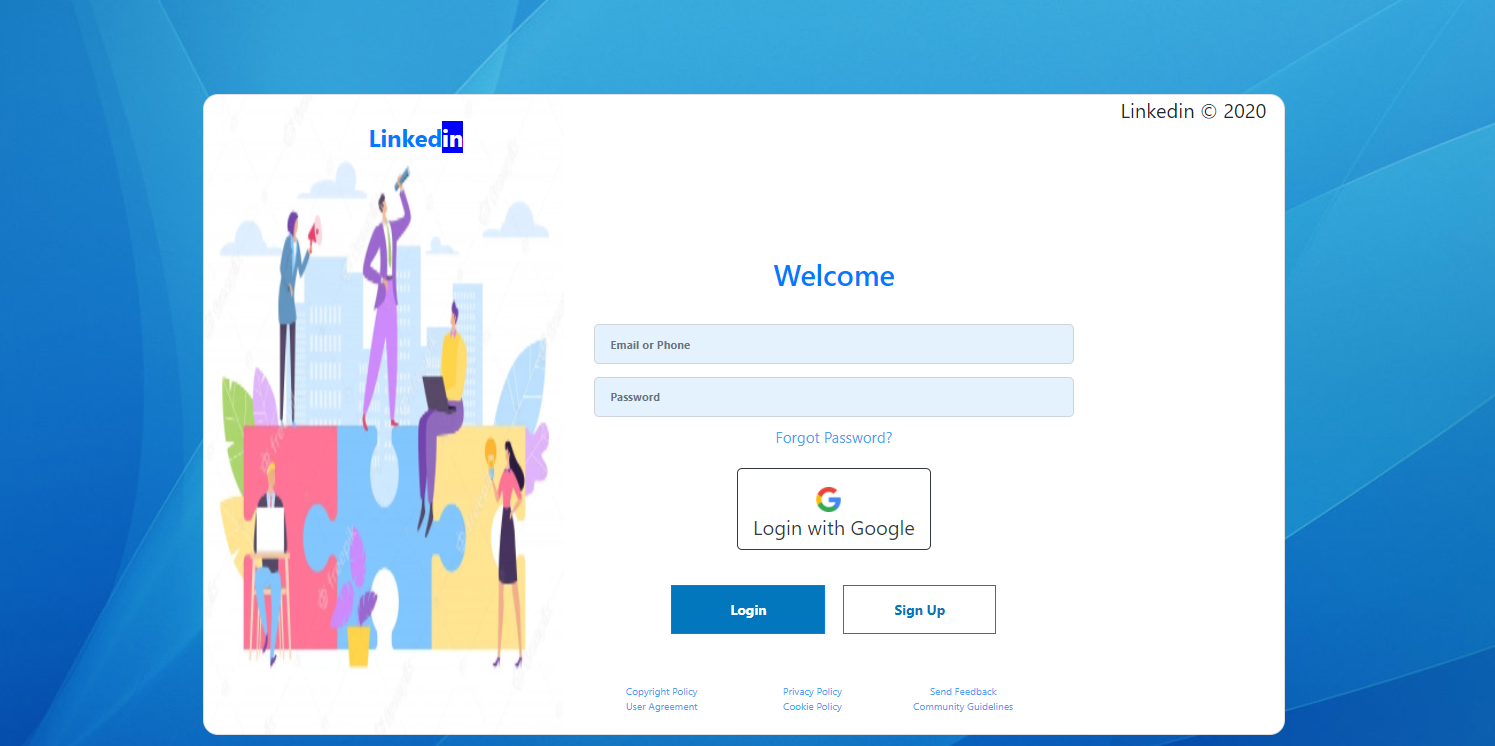 Linkedin © 2020
Linkedin
Welcome
Email or Phone
Password
Forgot Password?
Login with Google
Login
Sign Up
Copyright Policy
Privacy Policy
Send Feedback
User Agreement
Cookie Policy
Community Guidelines
freepik